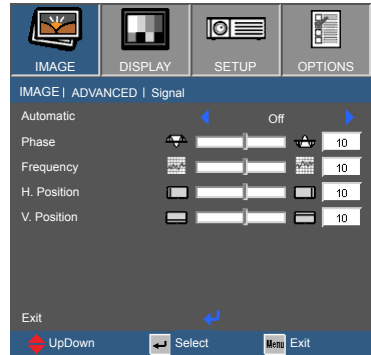 IMAGE DISPLAY SETUP OPTIONS
IMAGE | ADVANCED | Signal
Automatic Off
Phase 10
Frequency 10
H. Position 10
V. Position 10
Exit
UpDown Select Menu Exit